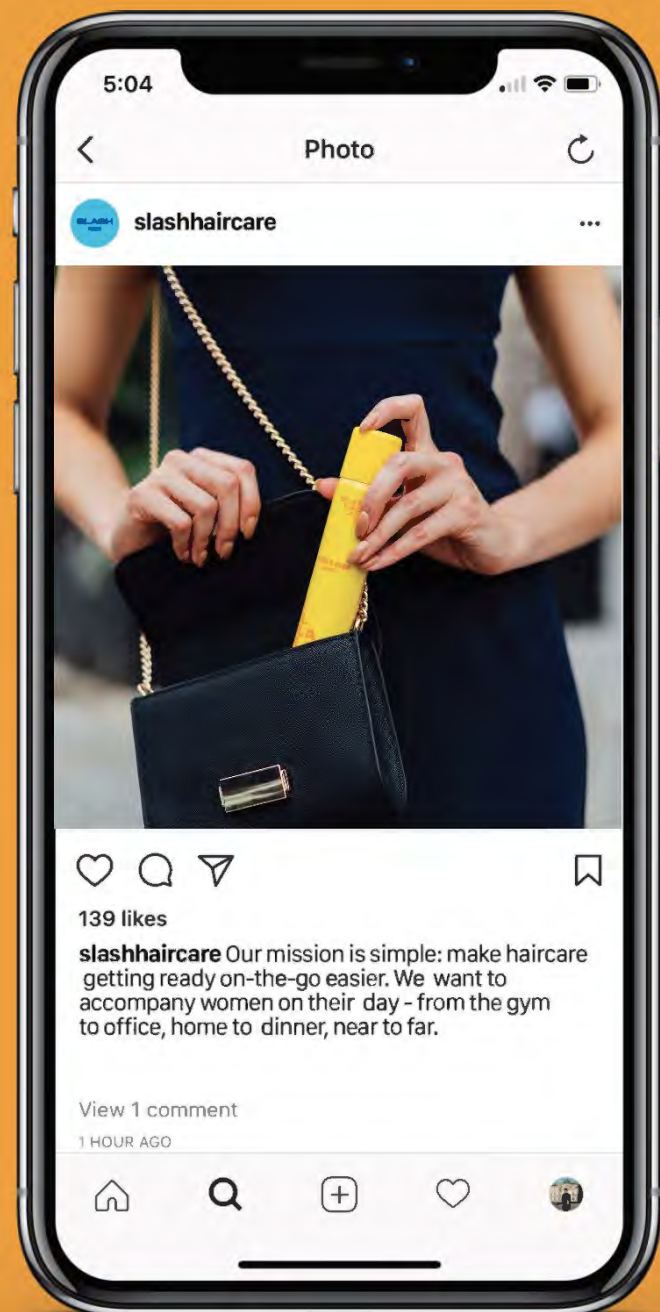 5:04
Photo
slashhaircare
SLASH
139 likes
slashhaircare Our mission is simple: make haircare
getting ready on-the-go easier. We want to
accompany women on their day - from the gym
to office, home to dinner, near to far.
View 1 comment
1 HOUR AGO